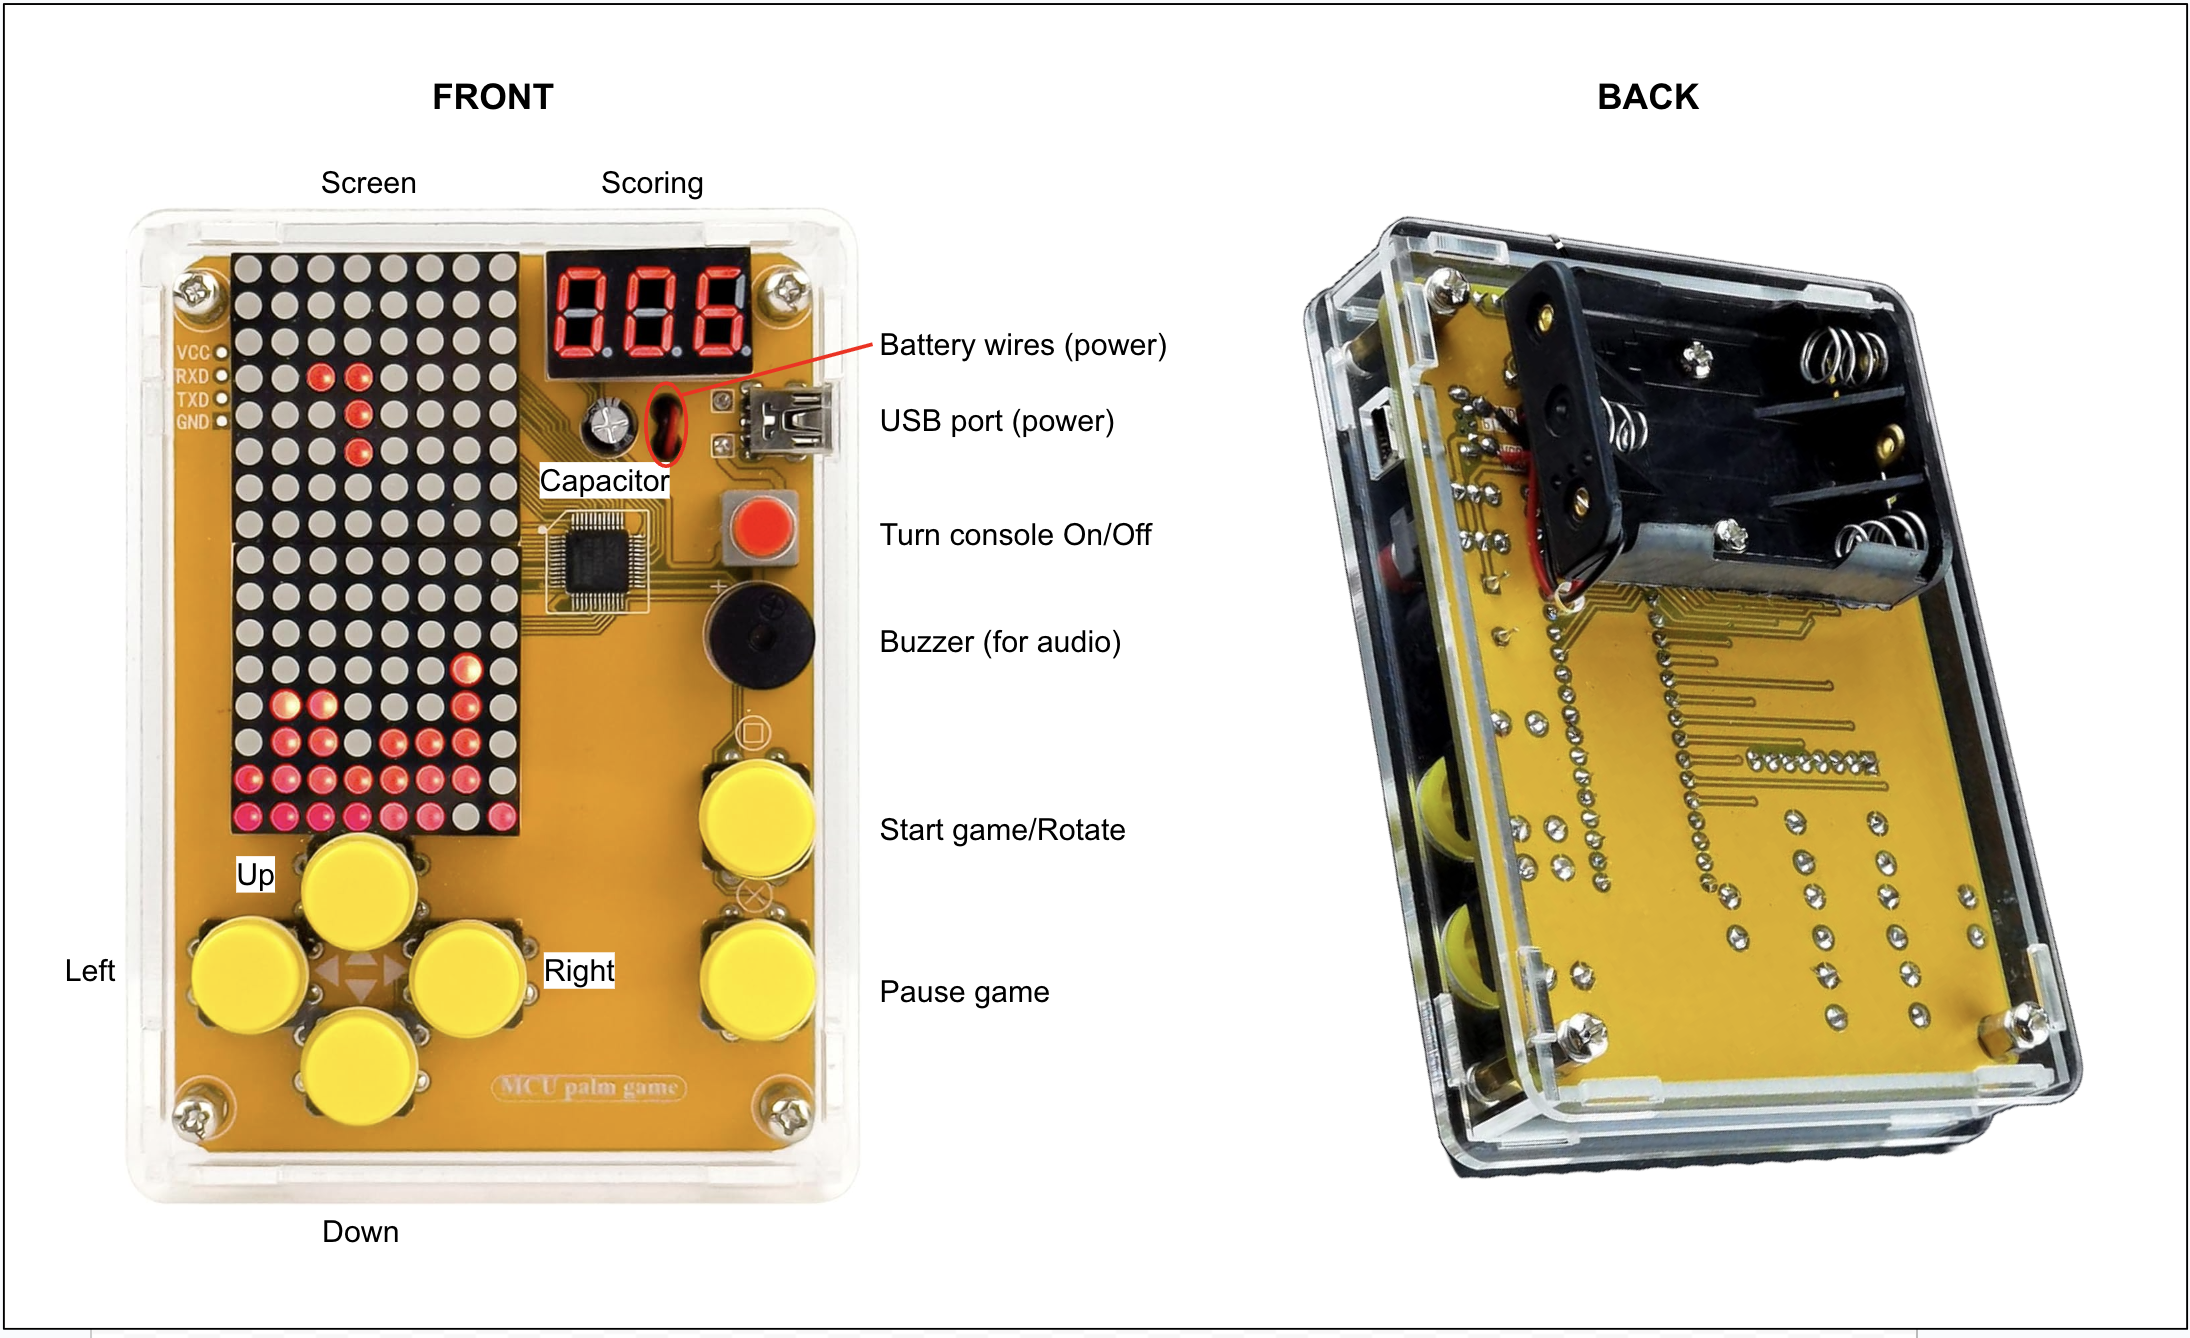 FRONT
BACK
Screen
Scoring
006
VCC
RXD
TXD
GND
Battery wires (power)
USB port (power)
Capacitor
Turn console On/Off
Buzzer (for audio)
+
Start game/Rotate
Up
Left
Right
Pause game
MCU palm game
Down